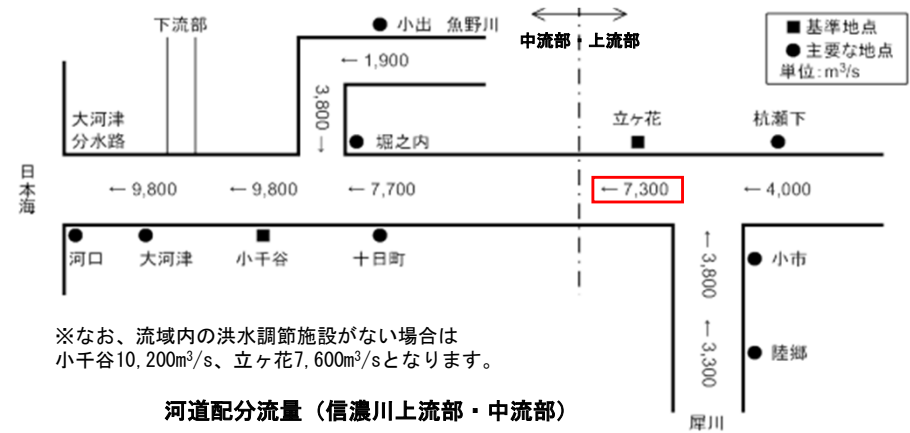 下流部
小出 魚野川
中流部・上流部
■基準地点
●主要な地点
単位:m³/s
←1,900
3,800→
大河津
分水路
堀之内
立ヶ花
杭瀬下
日本海
←9,800
←9,800
←7,700
←7,300
←4,000
河口
大河津
小千谷
十日町
←3,800
小市
←3,300
陸郷
犀川
※なお、流域内の洪水調節施設がない場合は
小千谷10,200m³/s、立ヶ花7,600m³/sとなります。
河道配分流量（信濃川上流部・中流部）